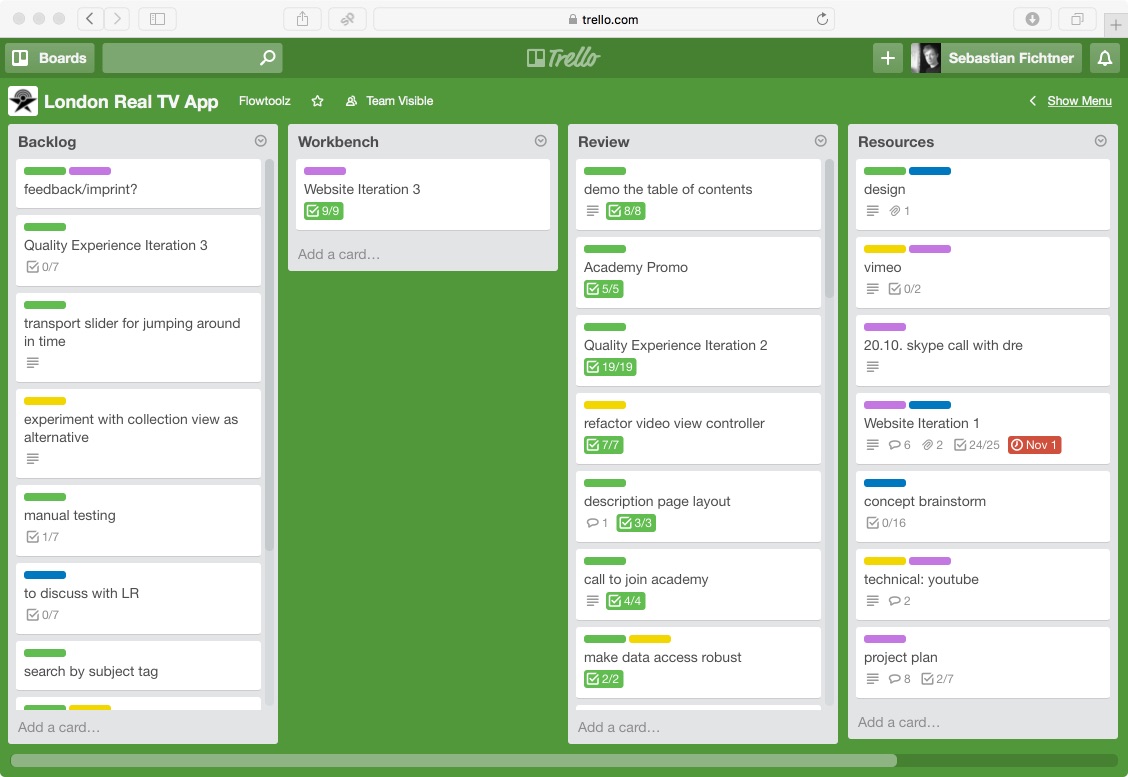 trello.com
Boards
Trello
Sebastian Fichtner
London Real TV App
Flowtoolz
Team Visible
Show Menu
Backlog
feedback/imprint?
Quality Experience Iteration 3
0/7
transport slider for jumping around
in time
experiment with collection view as
alternative
manual testing
1/7
to discuss with LR
0/7
search by subject tag
Add a card…
Workbench
Website Iteration 3
9/9
Add a card…
Review
demo the table of contents
8/8
Academy Promo
5/5
Quality Experience Iteration 2
19/19
refactor video view controller
7/7
description page layout
1 3/3
call to join academy
4/4
make data access robust
2/2
Add a card…
Resources
design
1
vimeo
0/2
20.10. skype call with dre
Website Iteration 1
6 2 24/25 Nov 1
concept brainstorm
0/16
technical: youtube
2
project plan
8 2/7
Add a card…